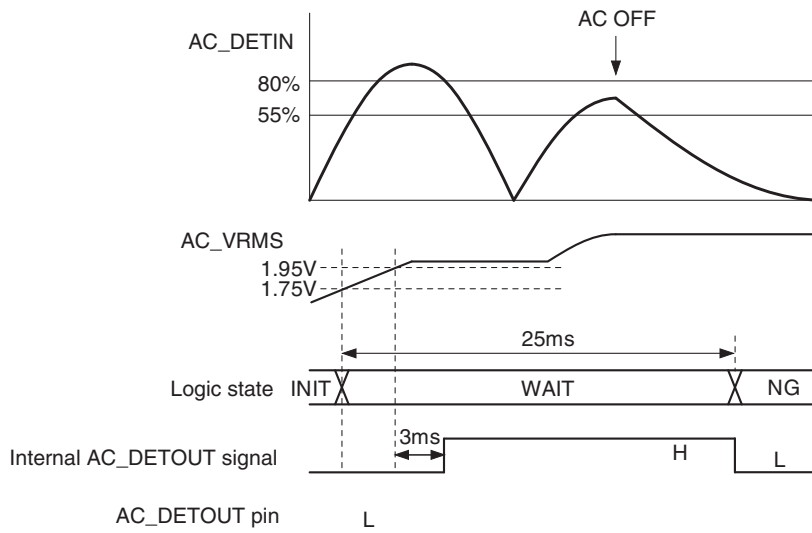 AC OFF
AC_DETIN
80%
55%
AC_VRMS
1.95V
1.75V
25ms
Logic state INIT WAIT NG
3ms
Internal AC_DETOUT signal H L
AC_DETOUT pin L